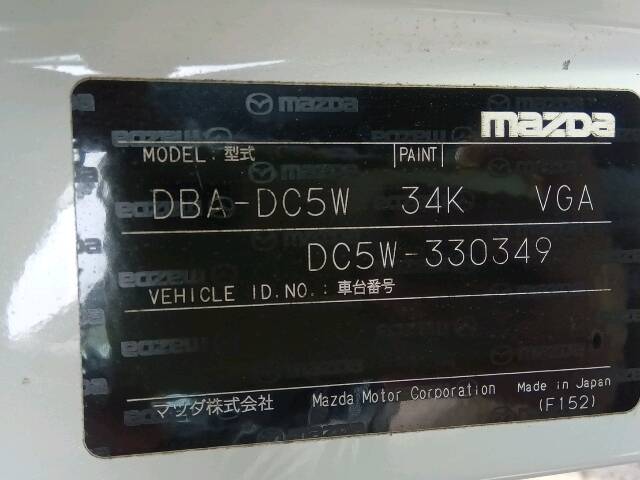 mazda
mazda
MODEL : 型式 PAINT
DBA-DC5W 34K VGA
DC5W-330349
VEHICLE ID.NO. : 車台番号
マツダ株式会社 Mazda Motor Corporation Made in Japan
(F152)